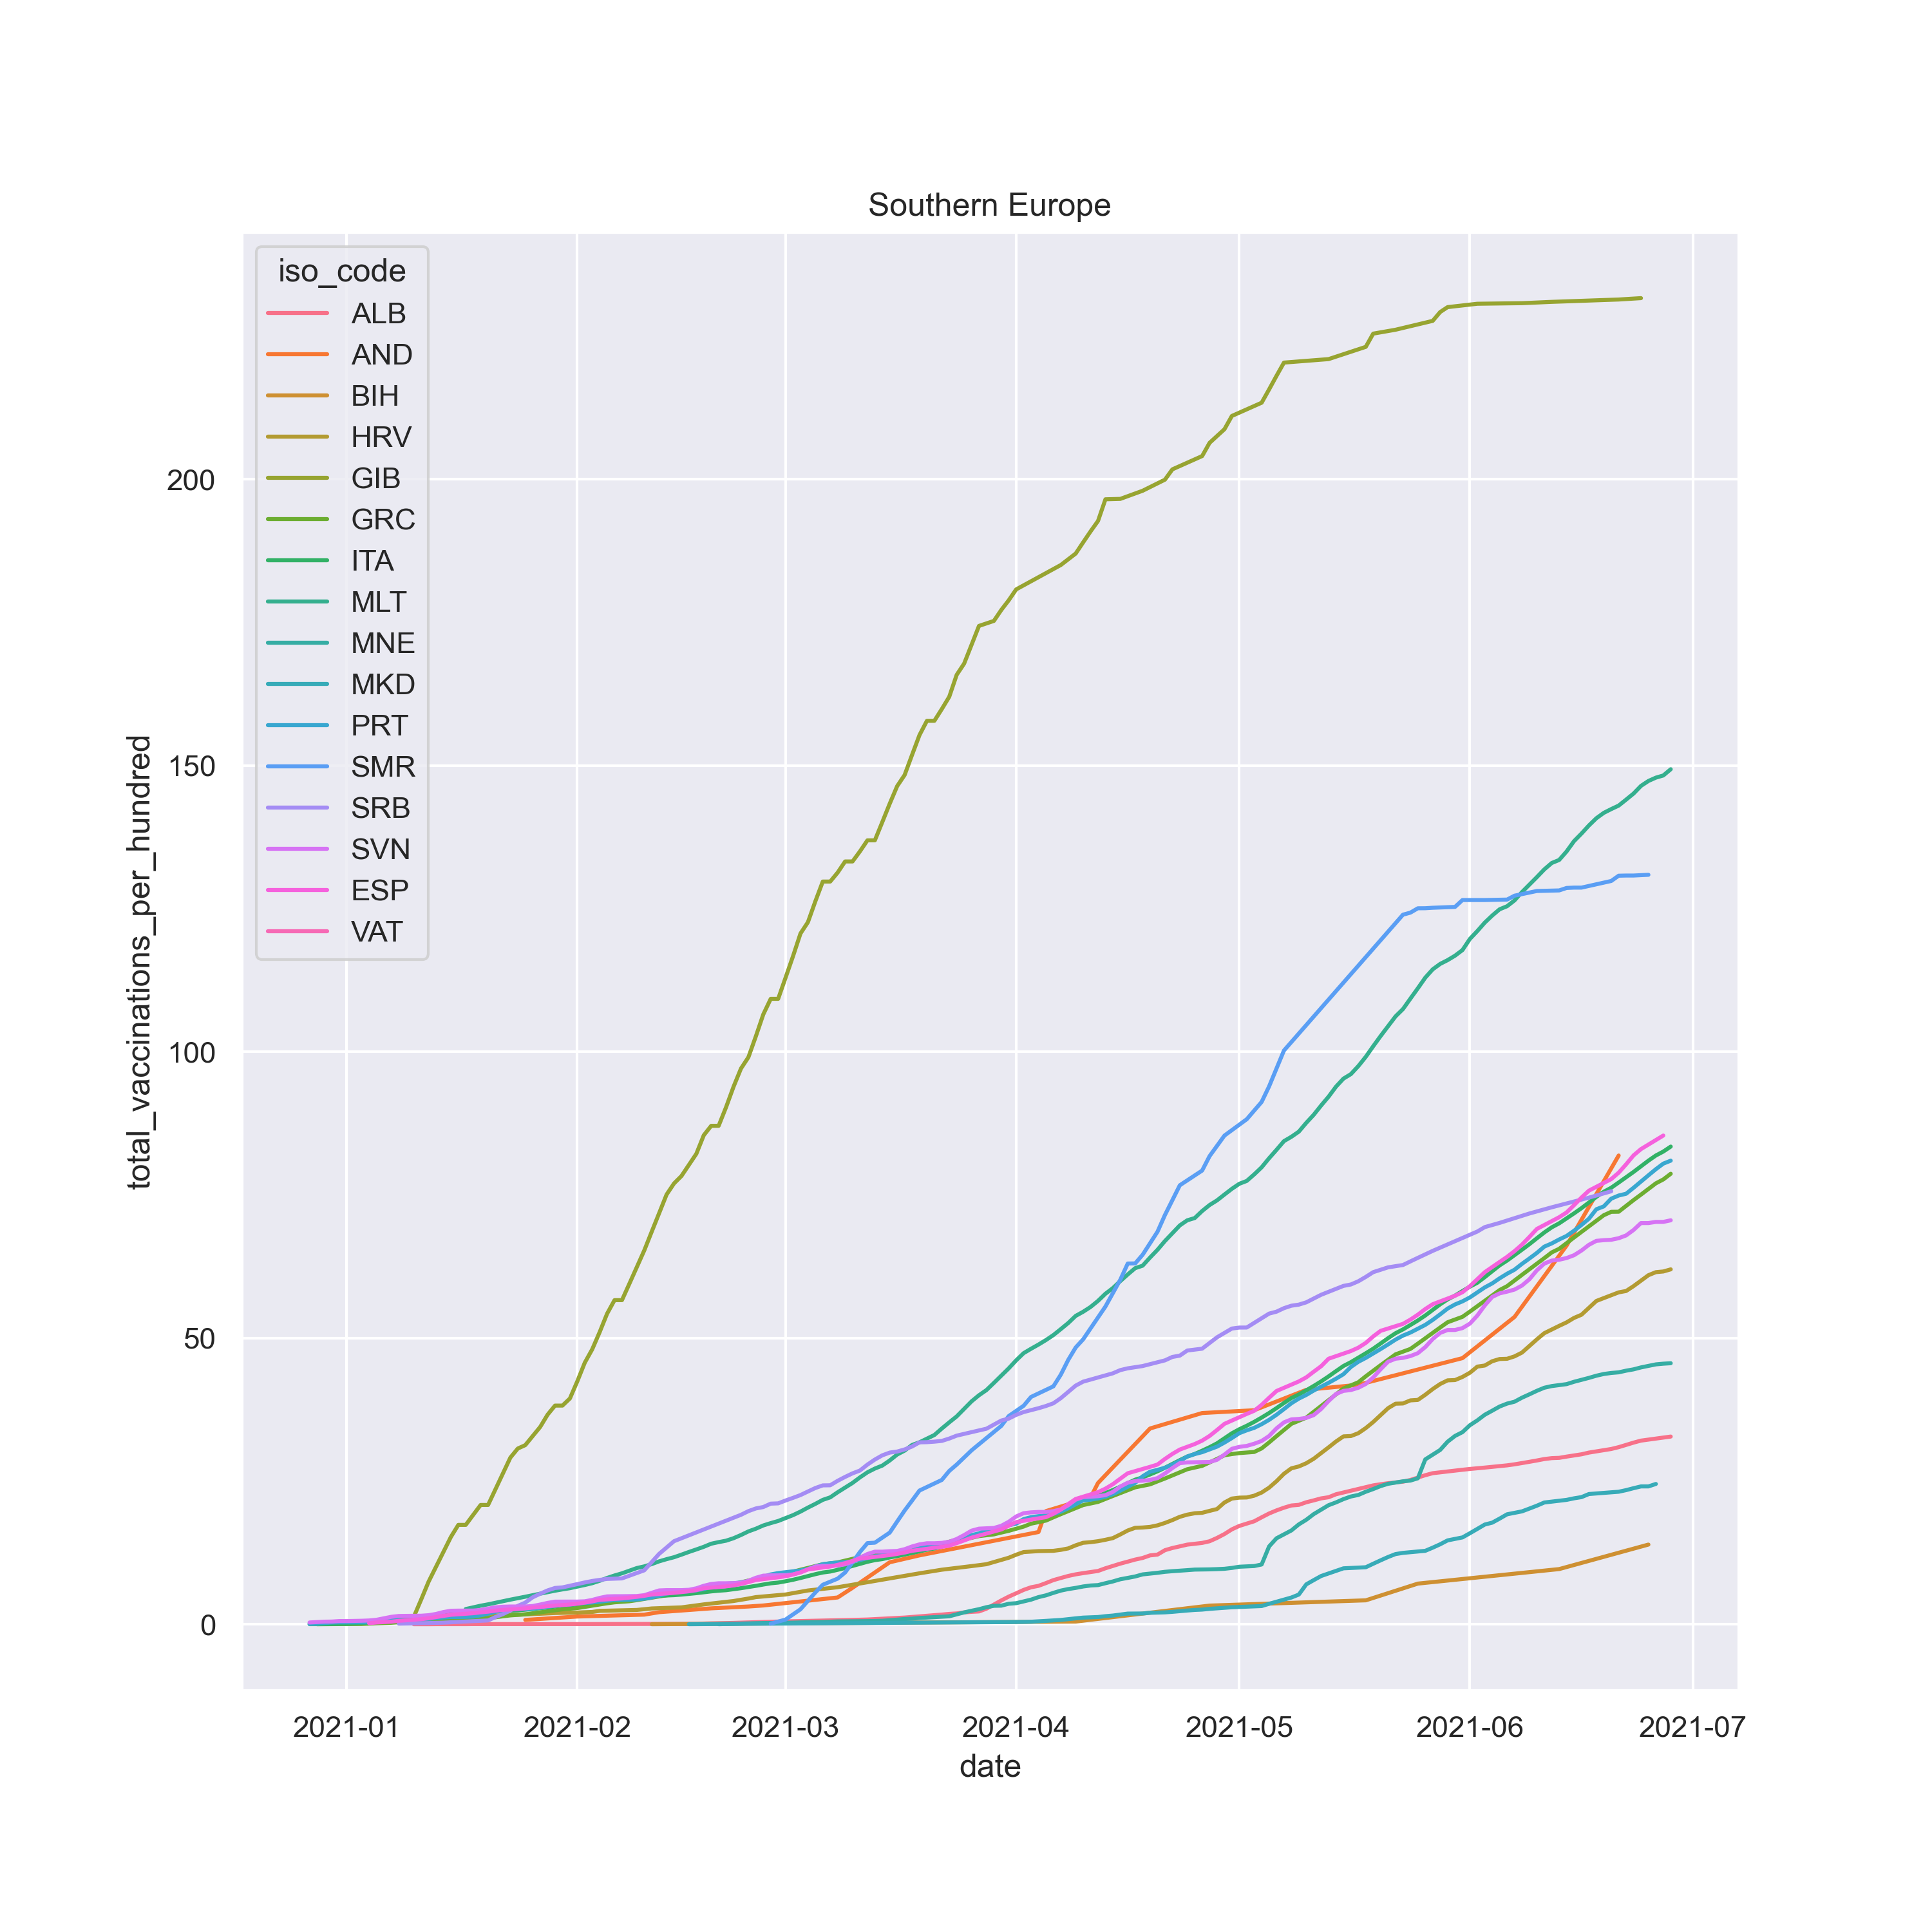 Southern Europe
iso_code
ALB
AND
BIH
HRV
GIB
GRC
ITA
MLT
MNE
MKD
PRT
SMR
SRB
SVN
ESP
VAT
total_vaccinations_per_hundred
200
150
100
50
0
2021-01 2021-02 2021-03 2021-04 2021-05 2021-06 2021-07
date